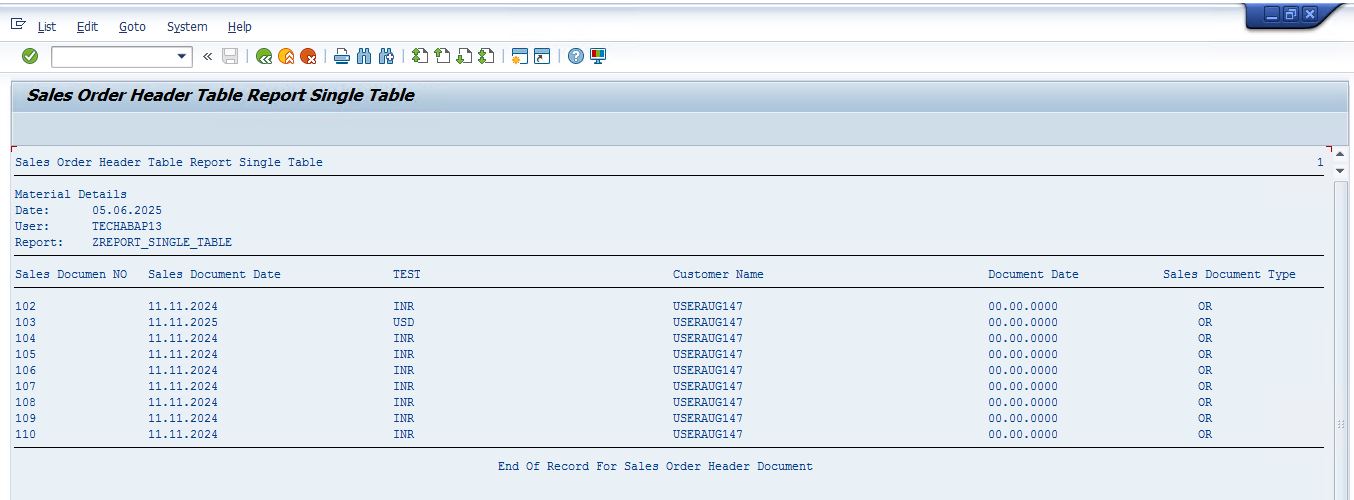 List Edit Goto System Help
Sales Order Header Table Report Single Table
Sales Order Header Table Report Single Table 1
Material Details
Date: 05.06.2025
User: TECHABAP13
Report: ZREPORT_SINGLE_TABLE
Sales Documen NO Sales Document Date TEST Customer Name Document Date Sales Document Type
102 11.11.2024 INR USERAUG147 00.00.0000 OR
103 11.11.2025 USD USERAUG147 00.00.0000 OR
104 11.11.2024 INR USERAUG147 00.00.0000 OR
105 11.11.2024 INR USERAUG147 00.00.0000 OR
106 11.11.2024 INR USERAUG147 00.00.0000 OR
107 11.11.2024 INR USERAUG147 00.00.0000 OR
108 11.11.2024 INR USERAUG147 00.00.0000 OR
109 11.11.2024 INR USERAUG147 00.00.0000 OR
110 11.11.2024 INR USERAUG147 00.00.0000 OR
End Of Record For Sales Order Header Document